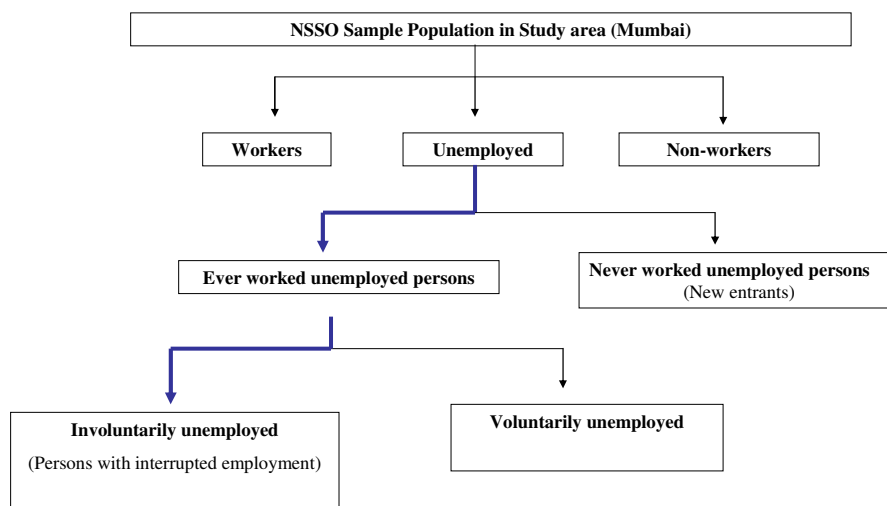 NSSO Sample Population in Study area (Mumbai)
Workers
Unemployed
Non-workers
Ever worked unemployed persons
Never worked unemployed persons
(New entrants)
Involuntarily unemployed
(Persons with interrupted employment)
Voluntarily unemployed